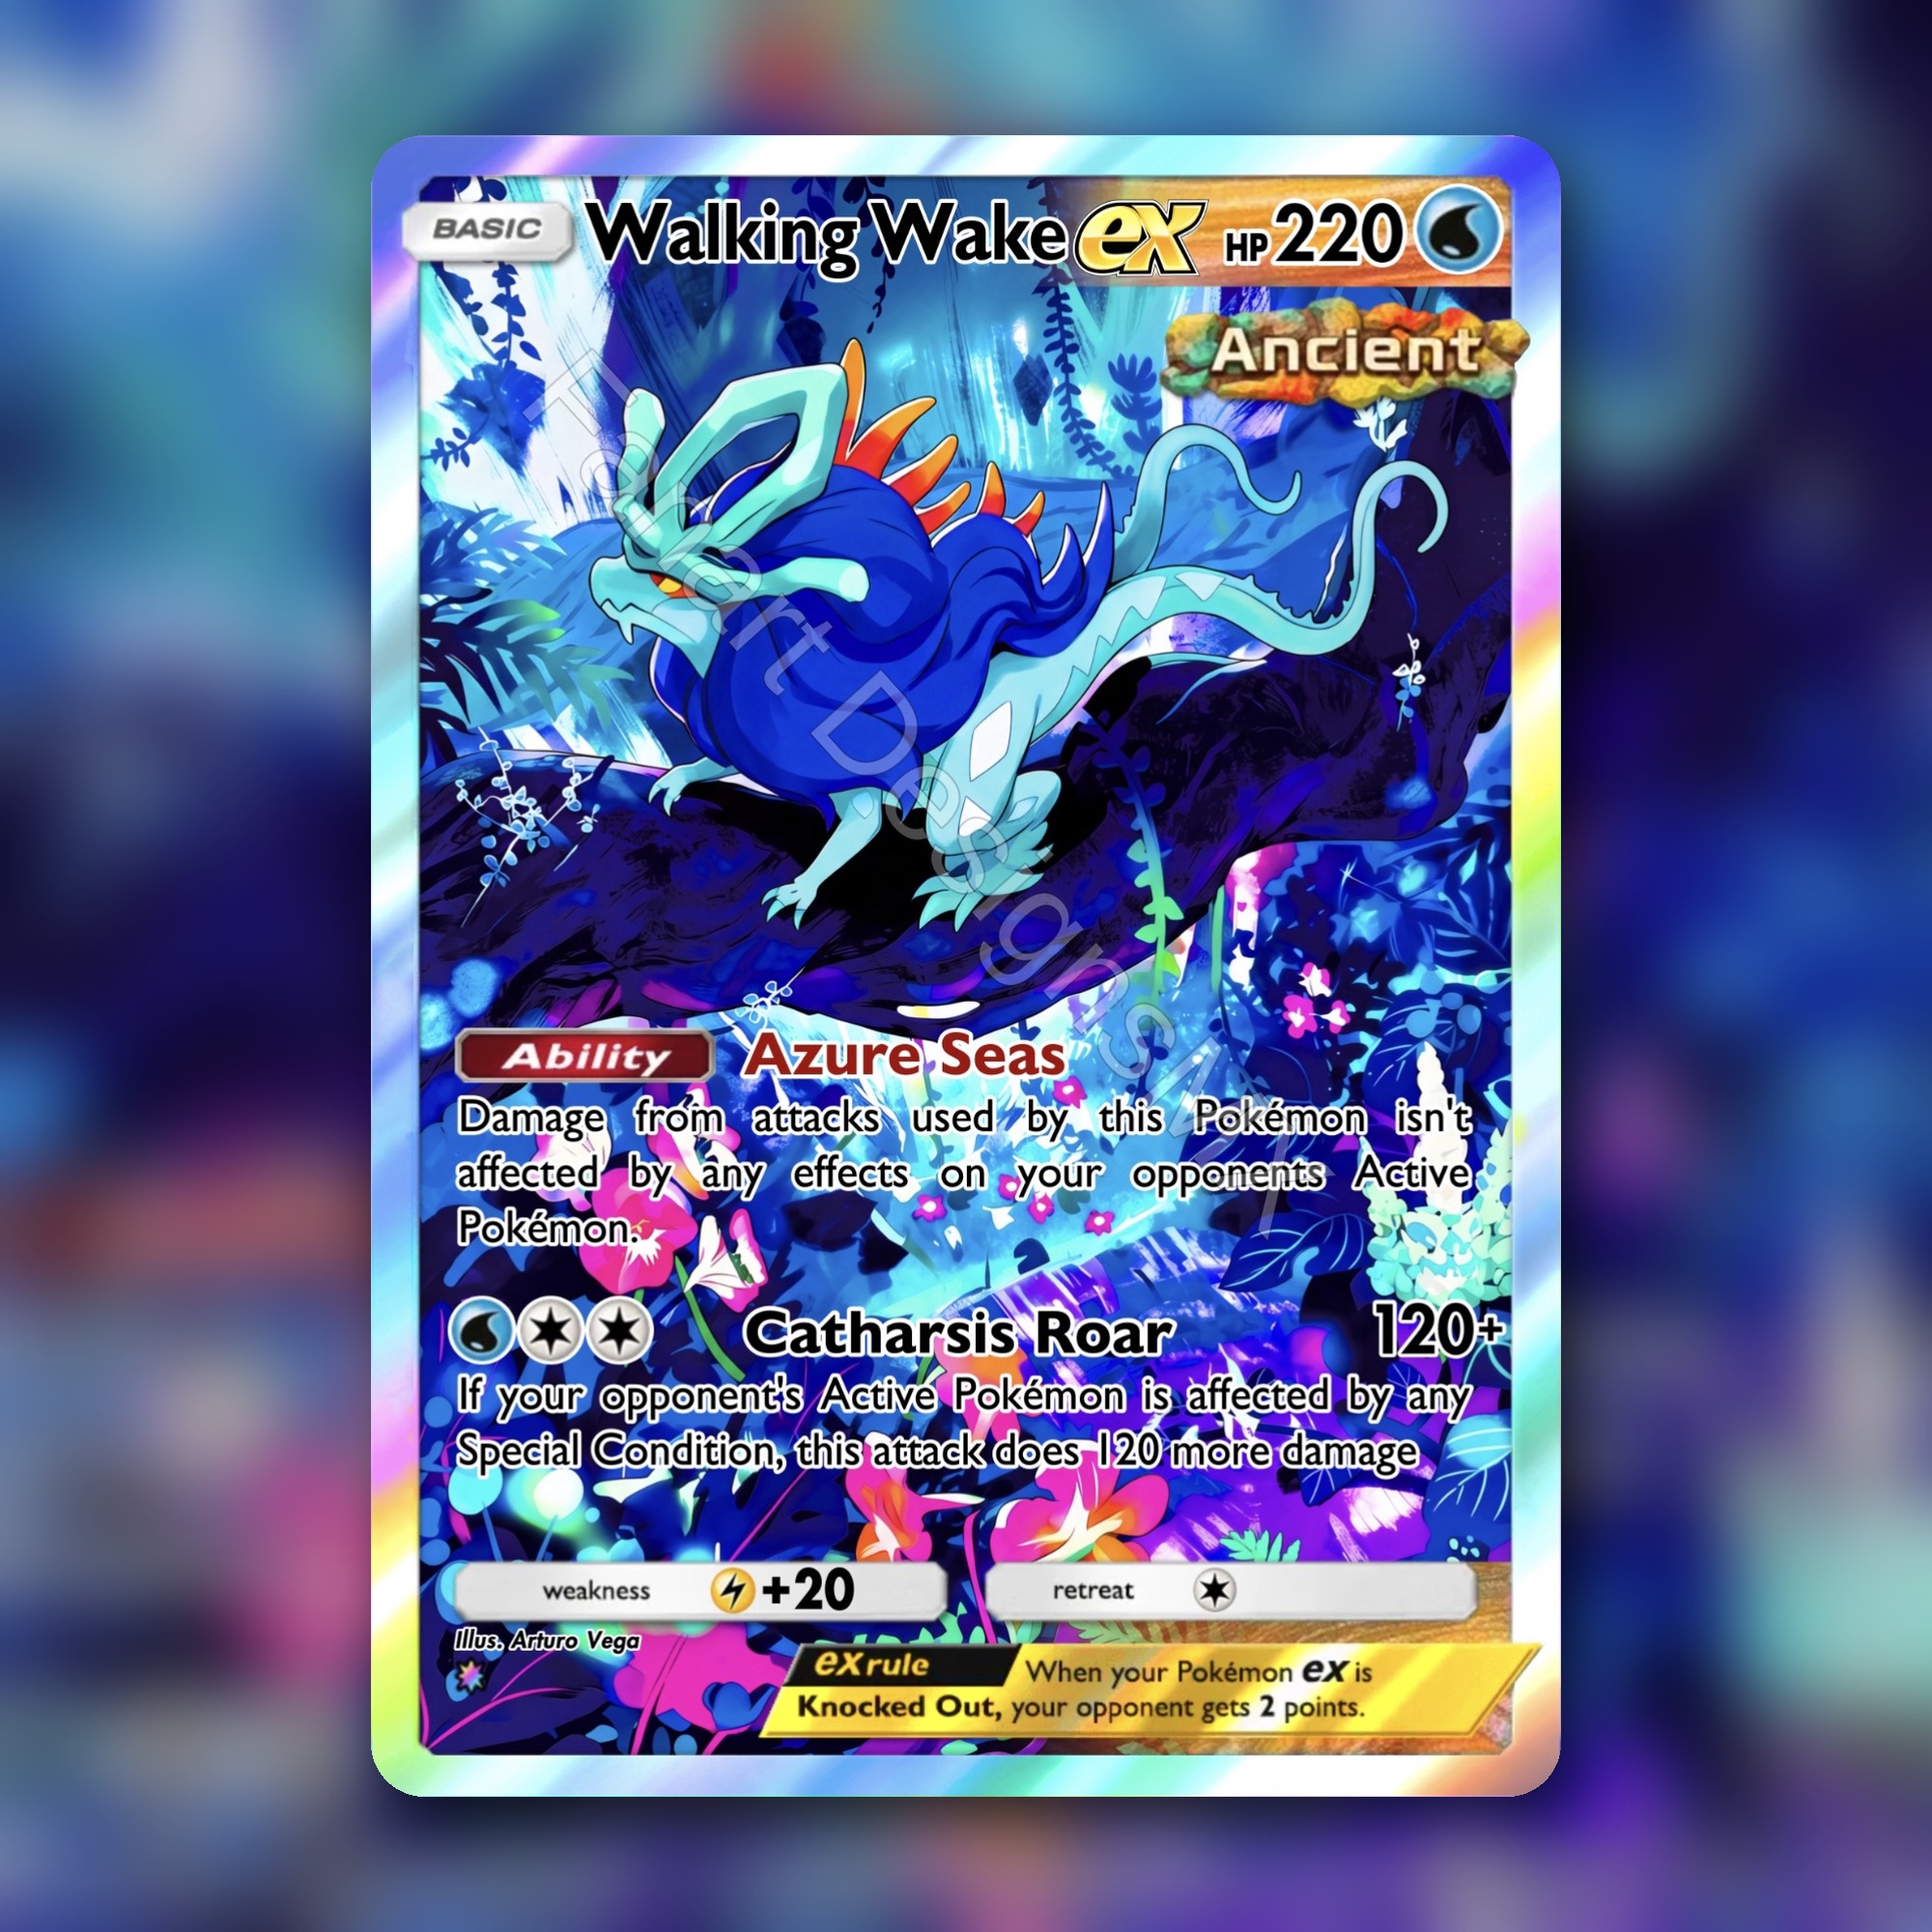 BASIC
Walking Wake ex HP 220
Ancient
Fanart DesignsMX
Ability Azure Seas
Damage from attacks used by this Pokémon isn't
affected by any effects on your opponents Active
Pokémon.
Catharsis Roar 120+
If your opponent's Active Pokémon is affected by any
Special Condition, this attack does 120 more damage
weakness +20
retreat
Illus. Arturo Vega
ex rule When your Pokémon ex is
Knocked Out, your opponent gets 2 points.